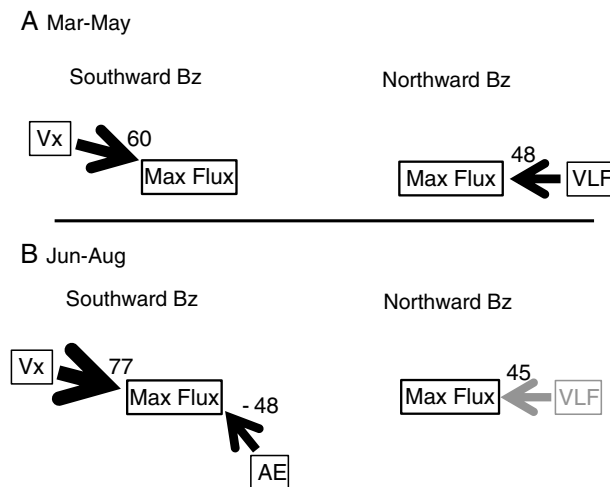 A Mar-May
Southward Bz
Northward Bz
Vx
60
Max Flux
48
Max Flux
VLF
B Jun-Aug
Southward Bz
Northward Bz
Vx
77
Max Flux
- 48
AE
45
Max Flux
VLF